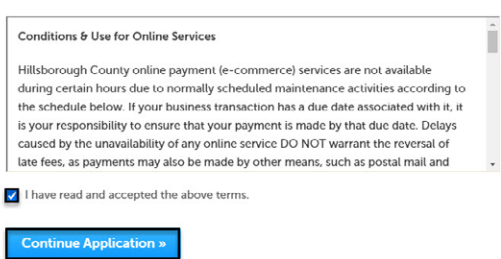 Conditions & Use for Online Services
Hillsborough County online payment (e-commerce) services are not available
during certain hours due to normally scheduled maintenance activities according to
the schedule below. If your business transaction has a due date associated with it, it
is your responsibility to ensure that your payment is made by that due date. Delays
caused by the unavailability of any online service DO NOT warrant the reversal of
late fees, as payments may also be made by other means, such as postal mail and
I have read and accepted the above terms.
Continue Application »